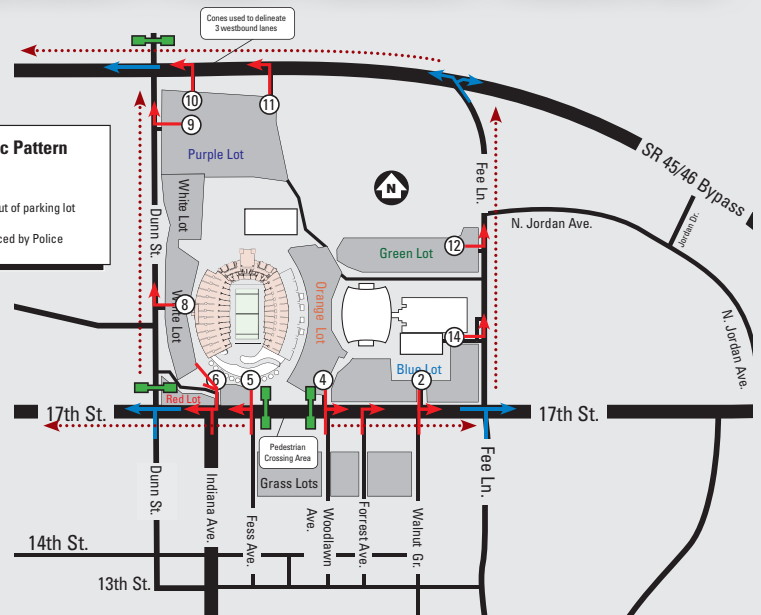 Cones used to delineate
3 westbound lanes
10
11
9
c Pattern
ut of parking lot
ced by Police
Purple Lot
White Lot
Dunn St.
N
Fee Ln.
SR 45/46 Bypass
Jordan Dr.
N. Jordan Ave.
N. Jordan Ave.
12
Green Lot
Orange Lot
8
White Lot
14
Blue Lot
6
5
4
2
Red Lot
17th St.
17th St.
Pedestrian
Crossing Area
Grass Lots
Dunn St.
Indiana Ave.
Fess Ave.
Woodlawn
Ave.
Forrest Ave.
Walnut Gr.
Fee Ln.
14th St.
13th St.